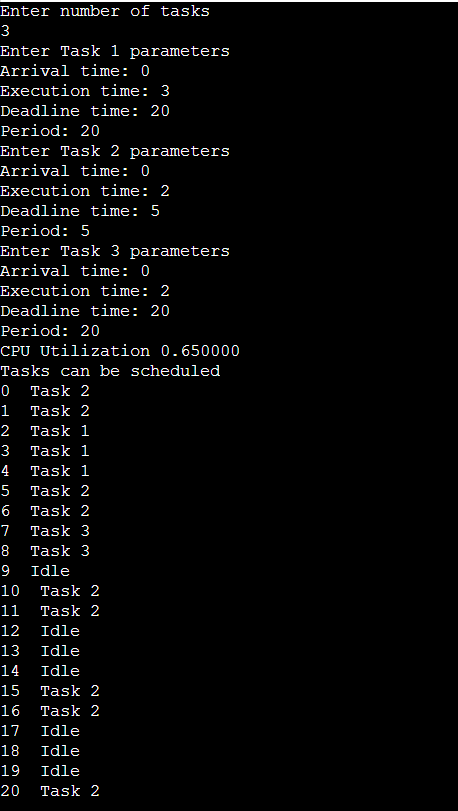 Enter number of tasks
3
Enter Task 1 parameters
Arrival time: 0
Execution time: 3
Deadline time: 20
Period: 20
Enter Task 2 parameters
Arrival time: 0
Execution time: 2
Deadline time: 5
Period: 5
Enter Task 3 parameters
Arrival time: 0
Execution time: 2
Deadline time: 20
Period: 20
CPU Utilization 0.650000
Tasks can be scheduled
0  Task 2
1  Task 2
2  Task 1
3  Task 1
4  Task 1
5  Task 2
6  Task 2
7  Task 3
8  Task 3
9  Idle
10  Task 2
11  Task 2
12  Idle
13  Idle
14  Idle
15  Task 2
16  Task 2
17  Idle
18  Idle
19  Idle
20  Task 2